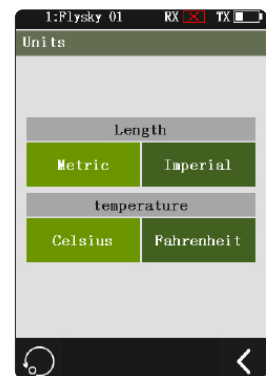 1:Flysky 01 RX TX
Units
Length
Metric Imperial
temperature
Celsius Fahrenheit